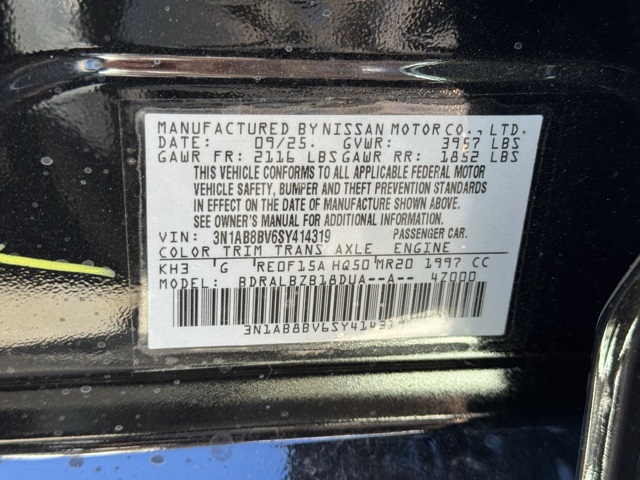 MANUFACTURED BY NISSAN MOTOR CO., LTD.
DATE: 09/25. GVWR: 3957 LBS
GAWR FR: 2116 LBS GAWR RR: 1852 LBS
THIS VEHICLE CONFORMS TO ALL APPLICABLE FEDERAL MOTOR
VEHICLE SAFETY, BUMPER AND THEFT PREVENTION STANDARDS
IN EFFECT ON THE DATE OF MANUFACTURE SHOWN ABOVE.
SEE OWNER'S MANUAL FOR ADDITIONAL INFORMATION
VIN: 3N1AB8BV6SY414319 PASSENGER CAR.
COLOR TRIM TRANS AXLE ENGINE
KH3 G RE0F15A HQ50 MR20 1997 CC
MODEL: BDRALBZB18DUA--A-- 47000
3N1AB8BV6SY414319